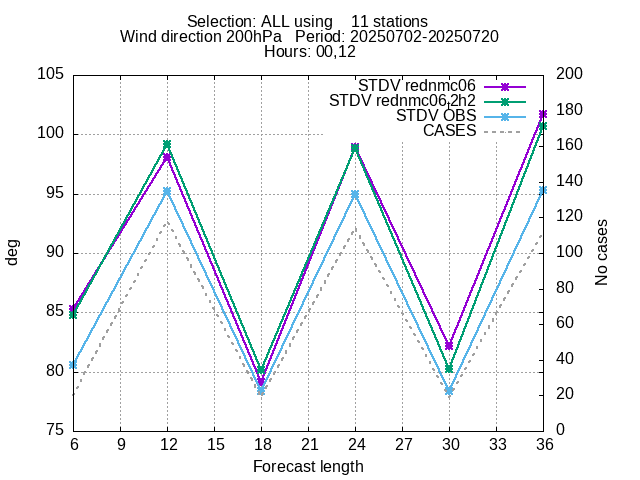 Selection: ALL using    11 stations
Wind direction 200hPa   Period: 20250702-20250720
Hours: 00,12
105 200
STDV rednmc06
180
STDV rednmc06,2h2
STDV OBS
CASES
100 160
140
95
120
90 100
deg
No cases
80
85
60
80 40
20
75 0
6 9 12 15 18 21 24 27 30 33 36
Forecast length